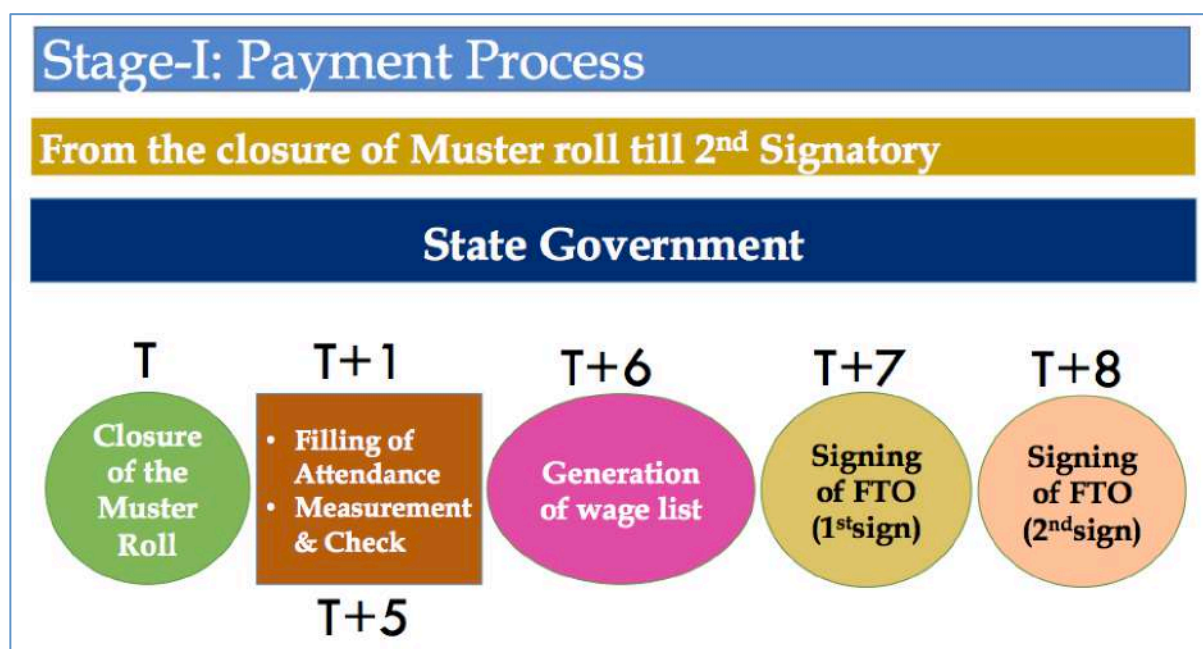 Stage-I: Payment Process
From the closure of Muster roll till 2nd Signatory
State Government
T
Closure
of the
Muster
Roll
T+1
• Filling of
Attendance
• Measurement
& Check
T+5
T+6
Generation
of wage list
T+7
Signing
of FTO
(1stsign)
T+8
Signing
of FTO
(2ndsign)